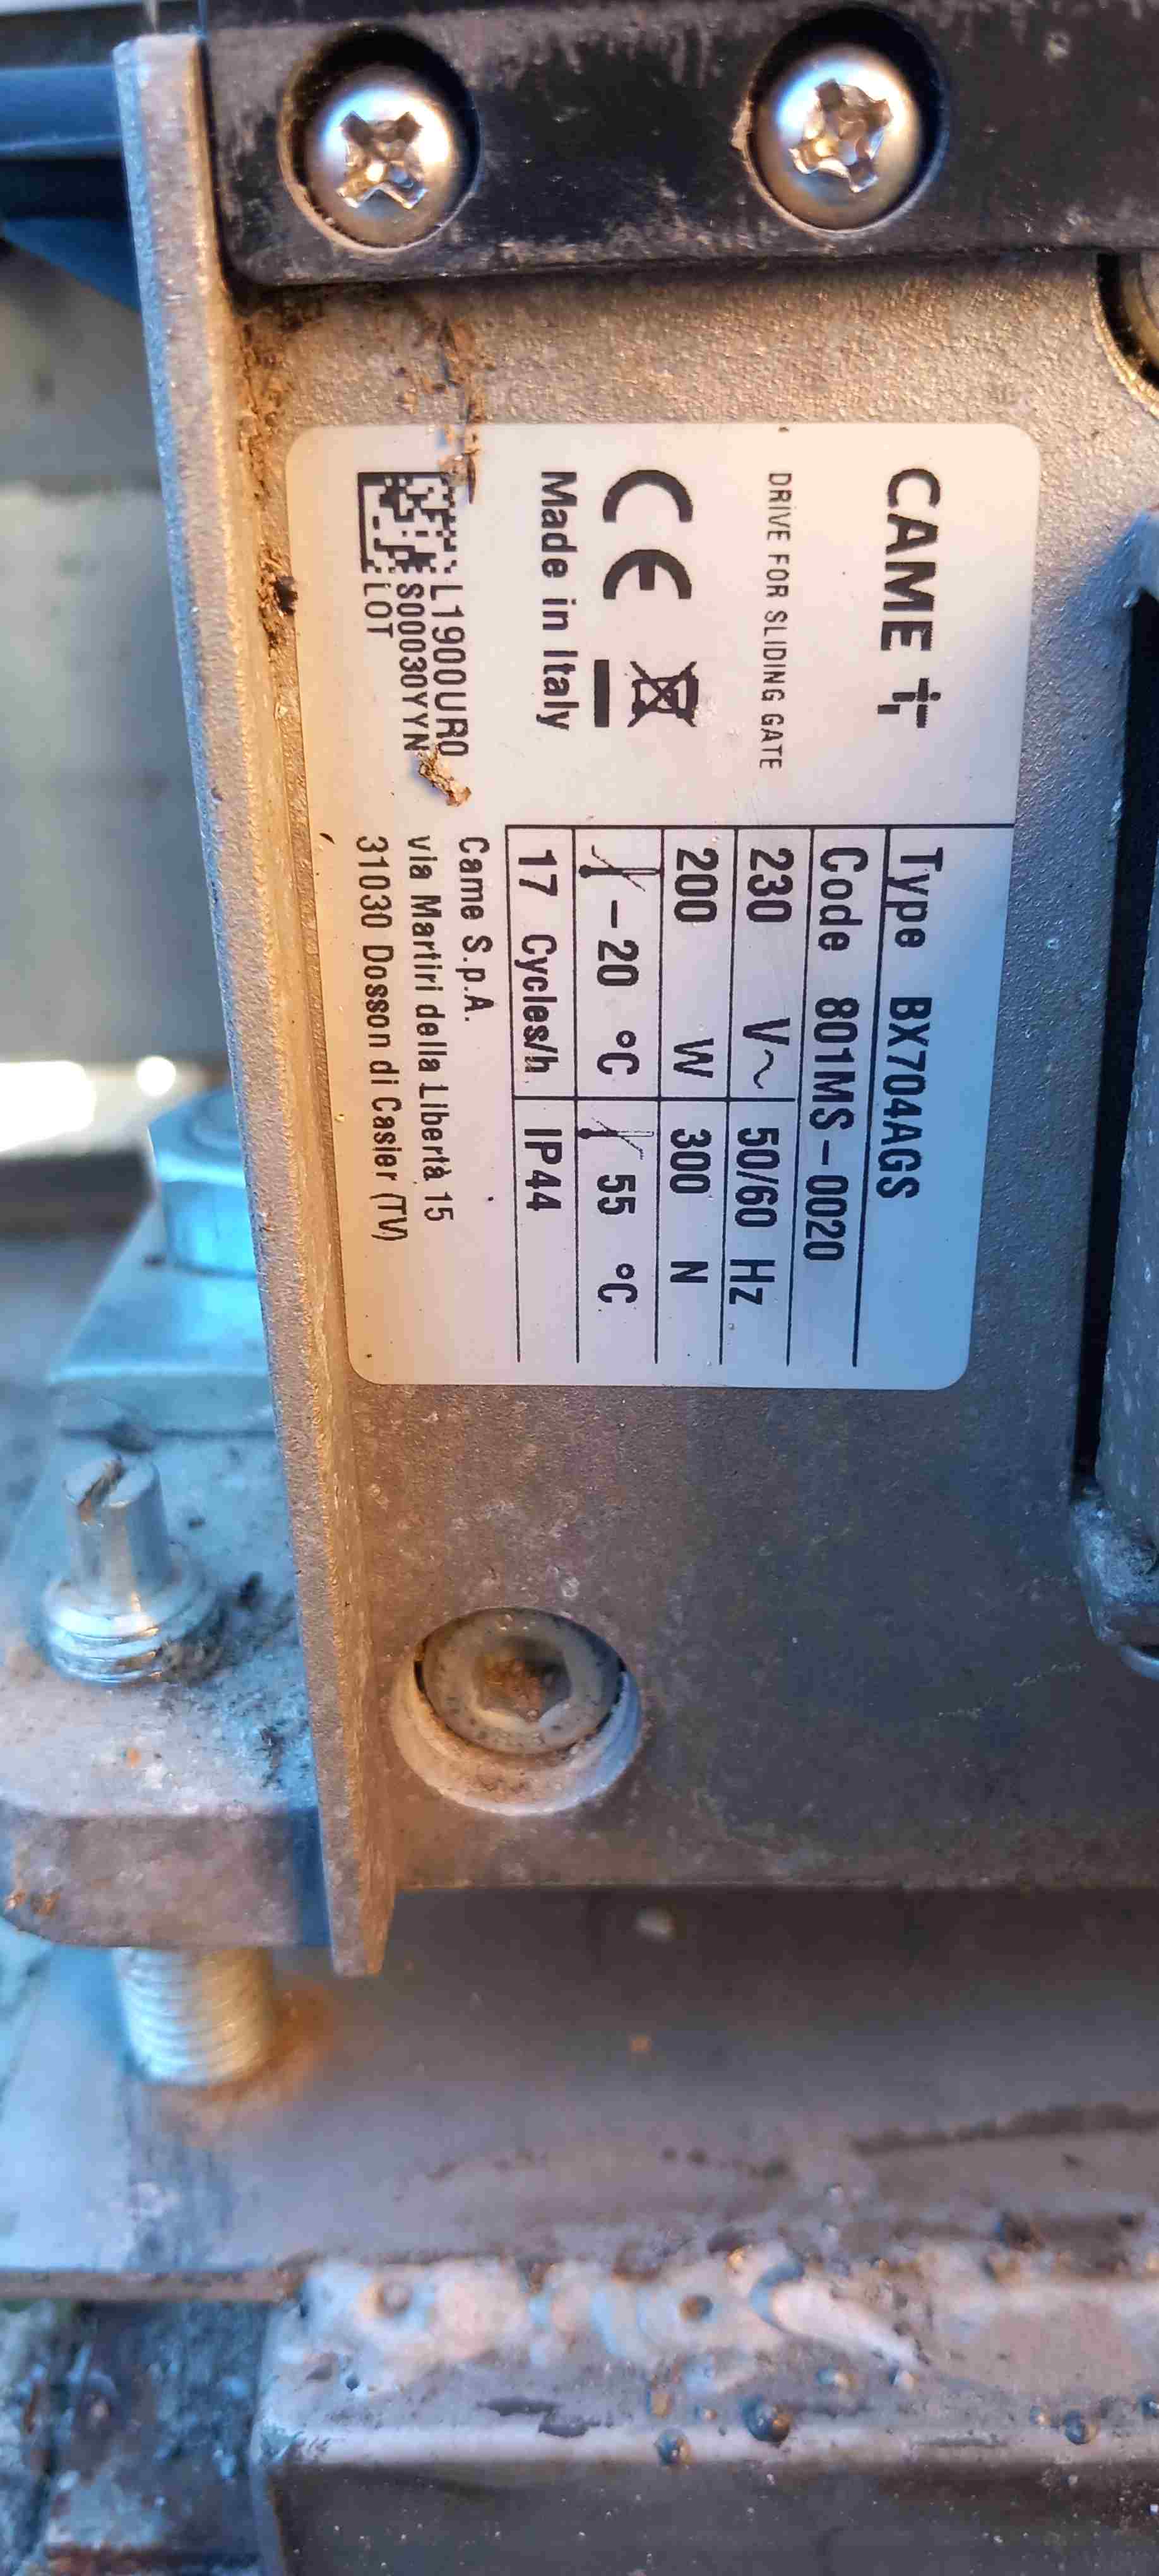 CAME
DRIVE FOR SLIDING GATE
CE
Made in Italy
L1900UR0
S00030YYN
LOT
Type BX704AGS
Code 801MS-0020
230 V~ 50/60 Hz
200 W 300 N
-20 °C 55 °C
17 Cycles/h IP44
Came S.p.A.
via Martiri della Libertà 15
31030 Dosson di Casier (TV)